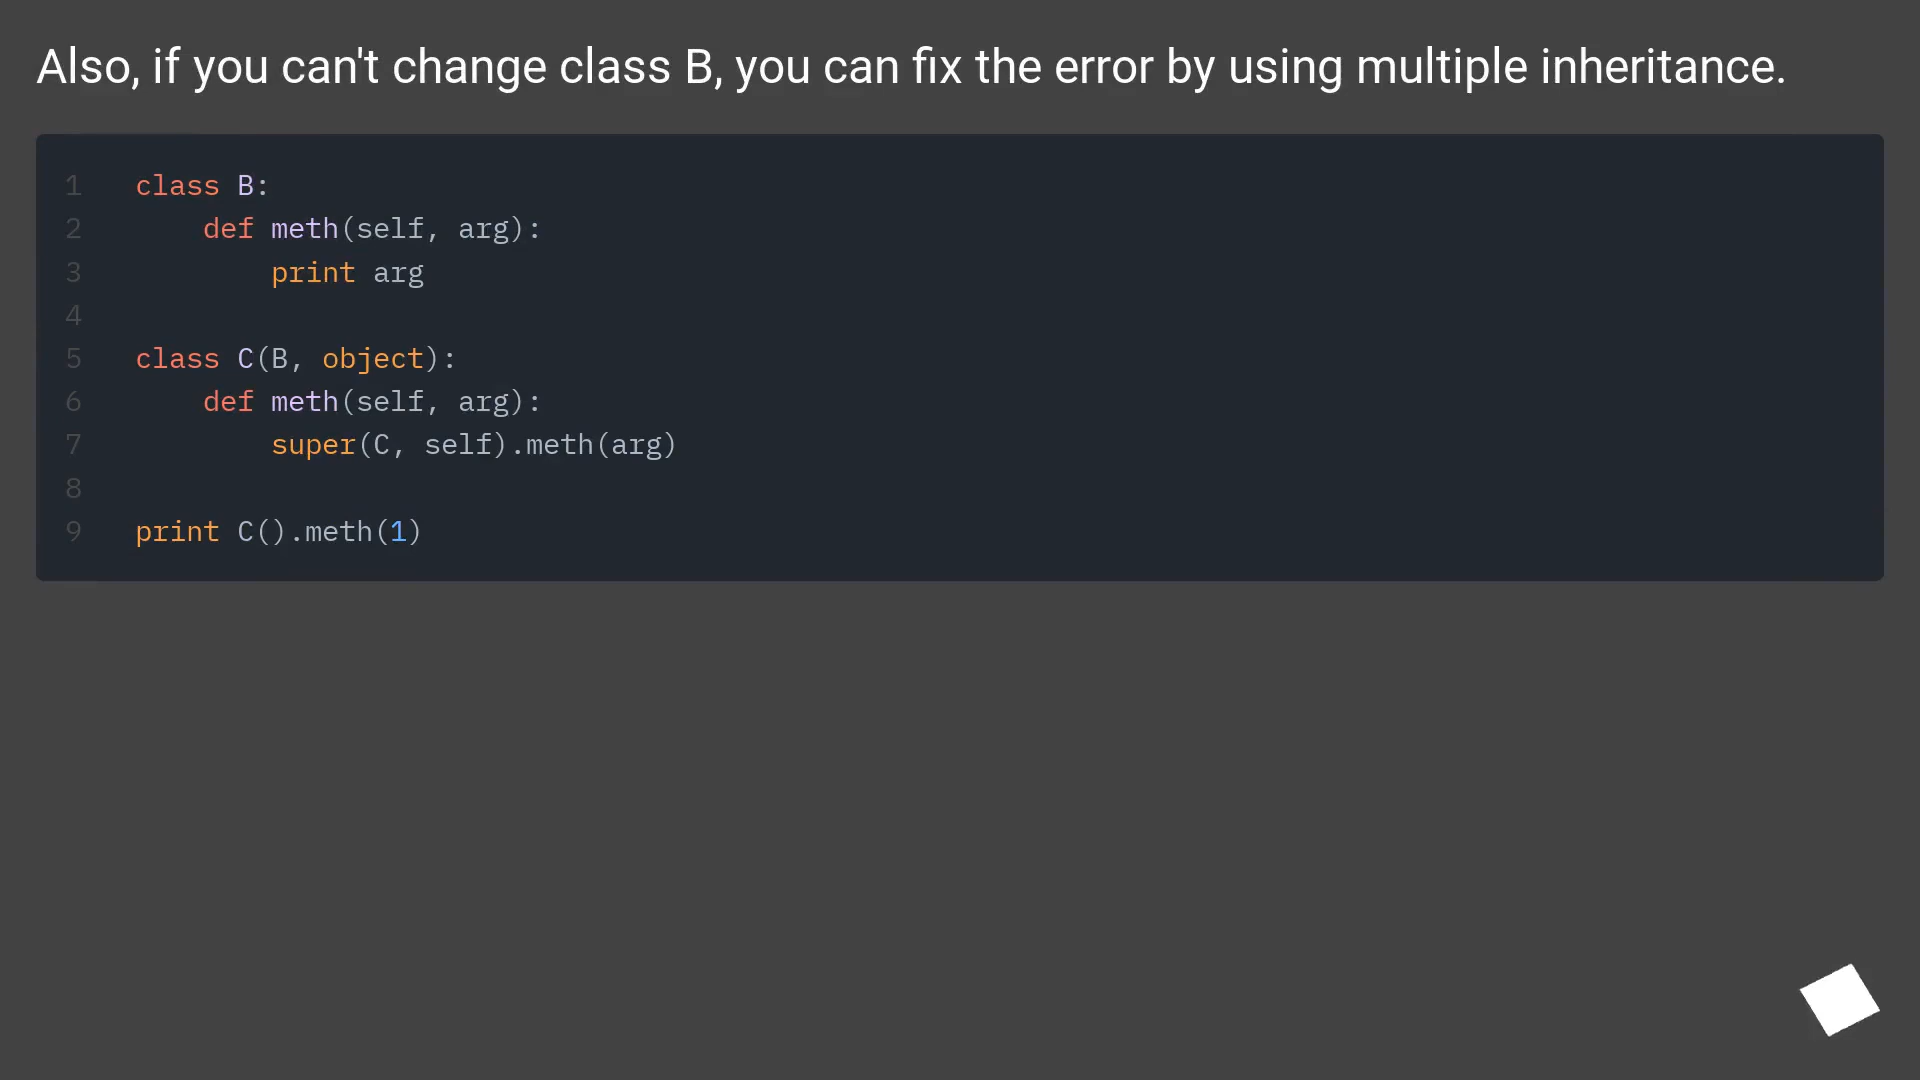 Also, if you can't change class B, you can fix the error by using multiple inheritance.
1 class B:
2     def meth(self, arg):
3         print arg
4
5 class C(B, object):
6     def meth(self, arg):
7         super(C, self).meth(arg)
8
9 print C().meth(1)